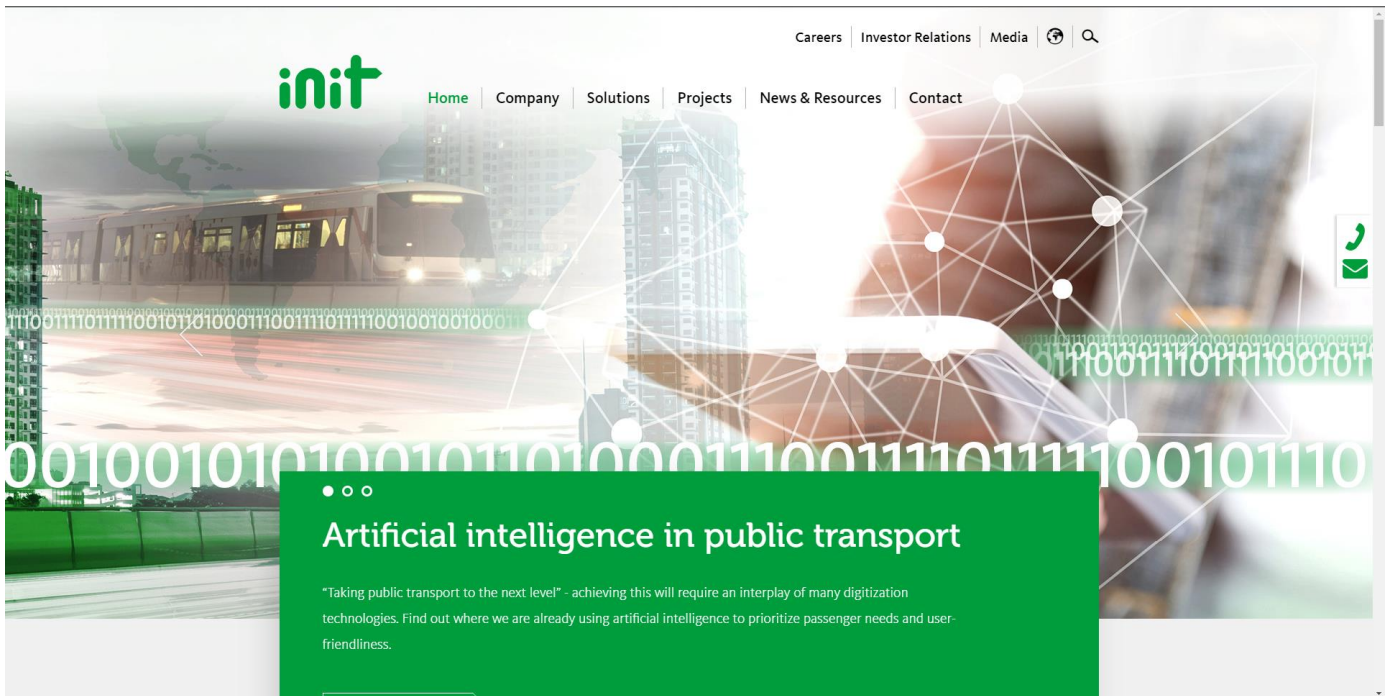 Careers Investor Relations Media
init
Home Company Solutions Projects News & Resources Contact
Artificial intelligence in public transport
"Taking public transport to the next level" - achieving this will require an interplay of many digitization
technologies. Find out where we are already using artificial intelligence to prioritize passenger needs and user-
friendliness.